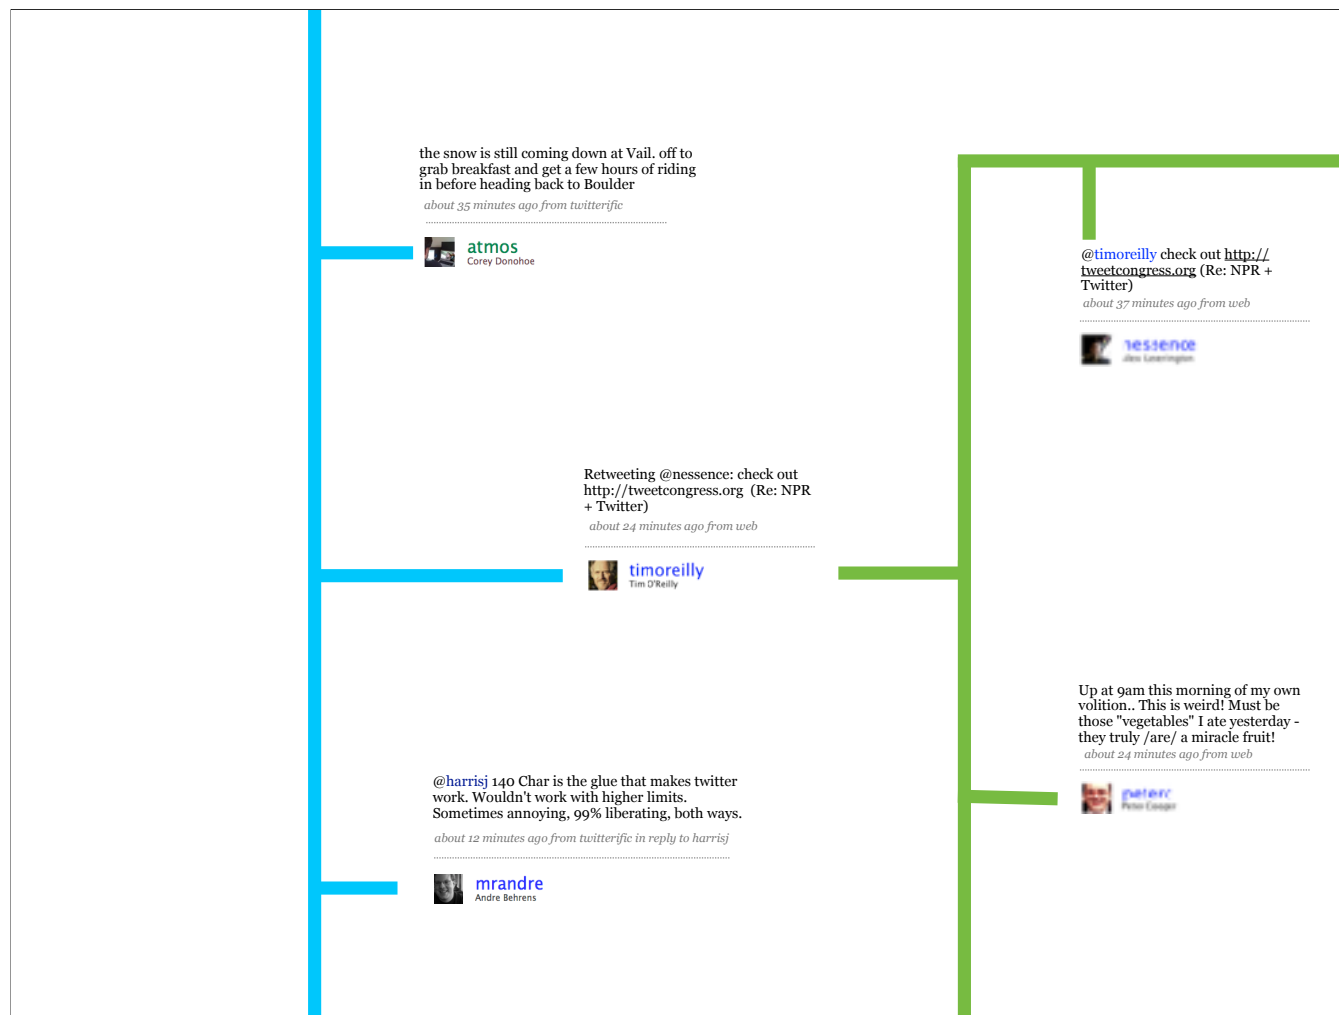 the snow is still coming down at Vail. off to
grab breakfast and get a few hours of riding
in before heading back to Boulder
about 35 minutes ago from twitterific
atmos
Corey Donohoe
@timoreilly check out http://
tweetcongress.org (Re: NPR +
Twitter)
about 37 minutes ago from web
nessence
Retweeting @nessence: check out
http://tweetcongress.org  (Re: NPR
+ Twitter)
about 24 minutes ago from web
timoreilly
Tim O'Reilly
Up at 9am this morning of my own
volition.. This is weird! Must be
those "vegetables" I ate yesterday -
they truly /are/ a miracle fruit!
about 24 minutes ago from web
peterc
Peter Cooper
@harrisj 140 Char is the glue that makes twitter
work. Wouldn't work with higher limits.
Sometimes annoying, 99% liberating, both ways.
about 12 minutes ago from twitterific in reply to harrisj
mrandre
Andre Behrens